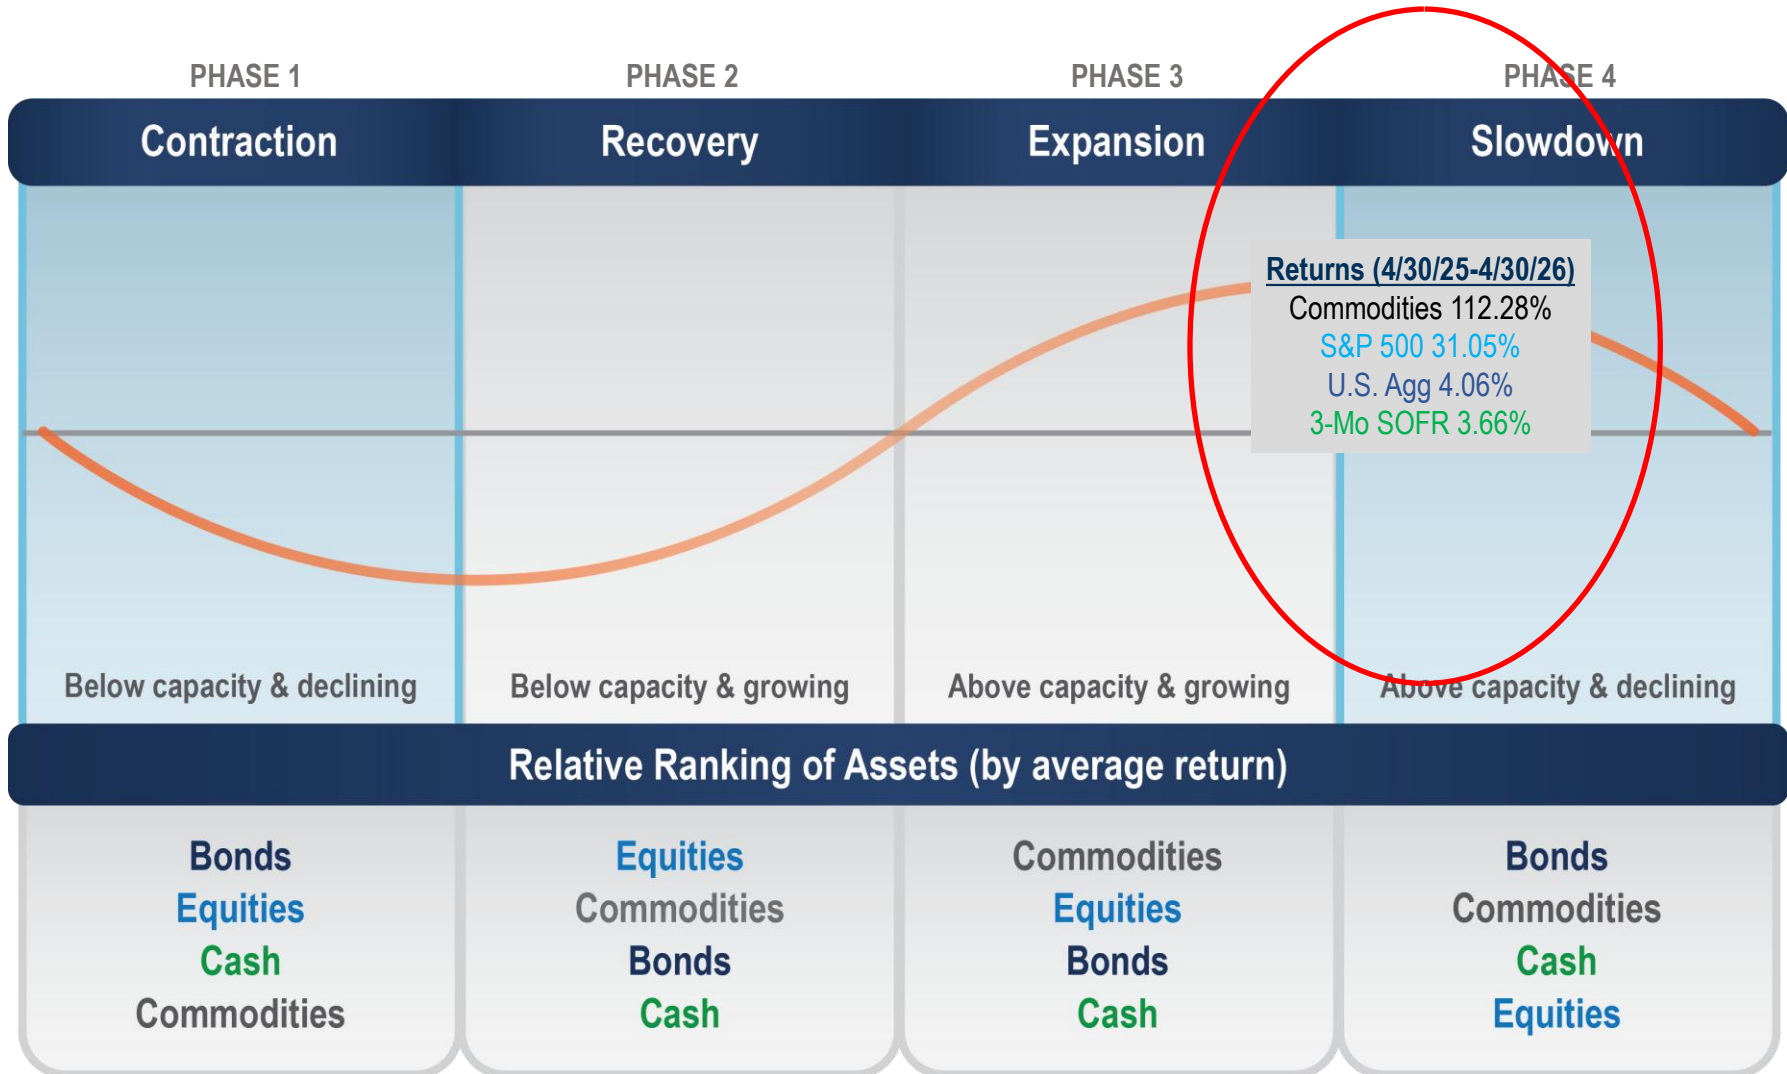 PHASE 1
PHASE 2
PHASE 3
PHASE 4
Contraction
Recovery
Expansion
Slowdown
Returns (4/30/25-4/30/26)
Commodities 112.28%
S&P 500 31.05%
U.S. Agg 4.06%
3-Mo SOFR 3.66%
Below capacity & declining
Below capacity & growing
Above capacity & growing
Above capacity & declining
Relative Ranking of Assets (by average return)
Bonds
Equities
Cash
Commodities
Equities
Commodities
Bonds
Cash
Commodities
Equities
Bonds
Cash
Bonds
Commodities
Cash
Equities